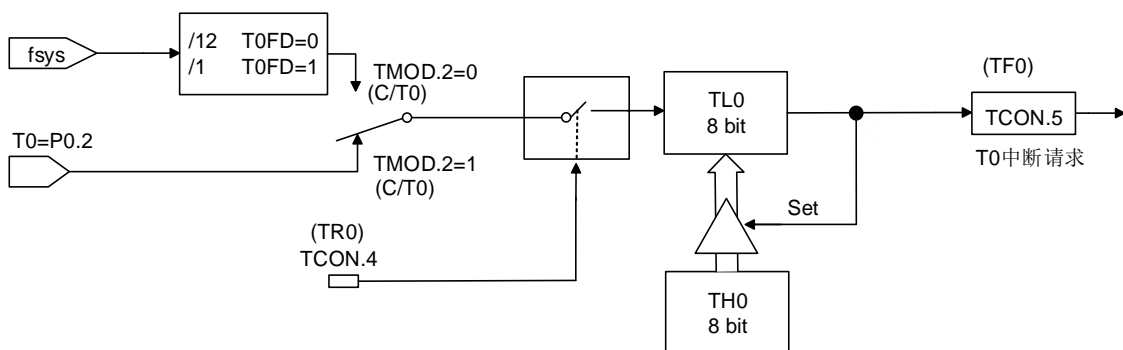 fsys
/12 T0FD=0
/1 T0FD=1
TMOD.2=0
(C/T0)
T0=P0.2
TMOD.2=1
(C/T0)
(TR0)
TCON.4
TL0
8 bit
Set
TH0
8 bit
(TF0)
TCON.5
T0中断请求